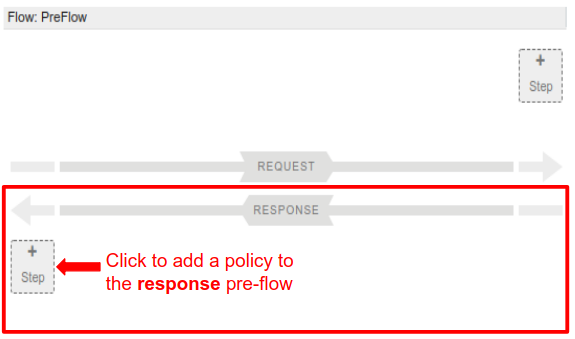 Flow: PreFlow
+
Step
REQUEST
RESPONSE
+
Step
Click to add a policy to
the response pre-flow